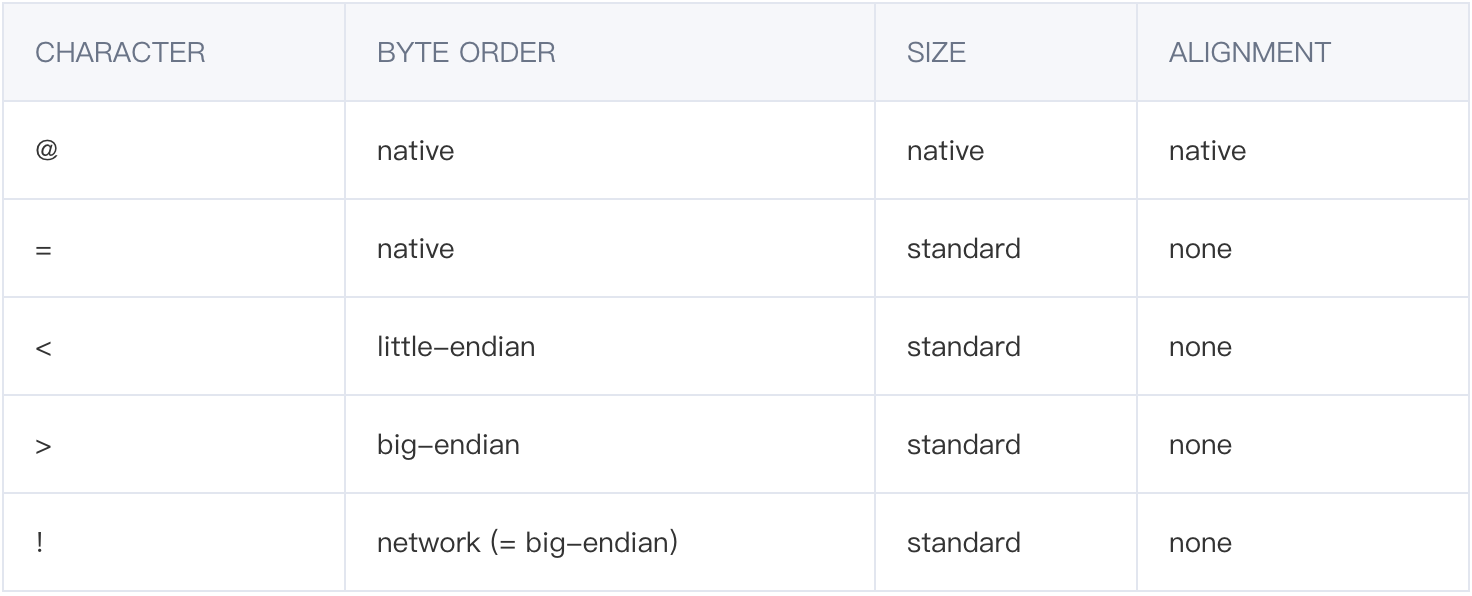 CHARACTER BYTE ORDER SIZE ALIGNMENT
@ native native native
= native standard none
< little–endian standard none
> big–endian standard none
! network (= big–endian) standard none